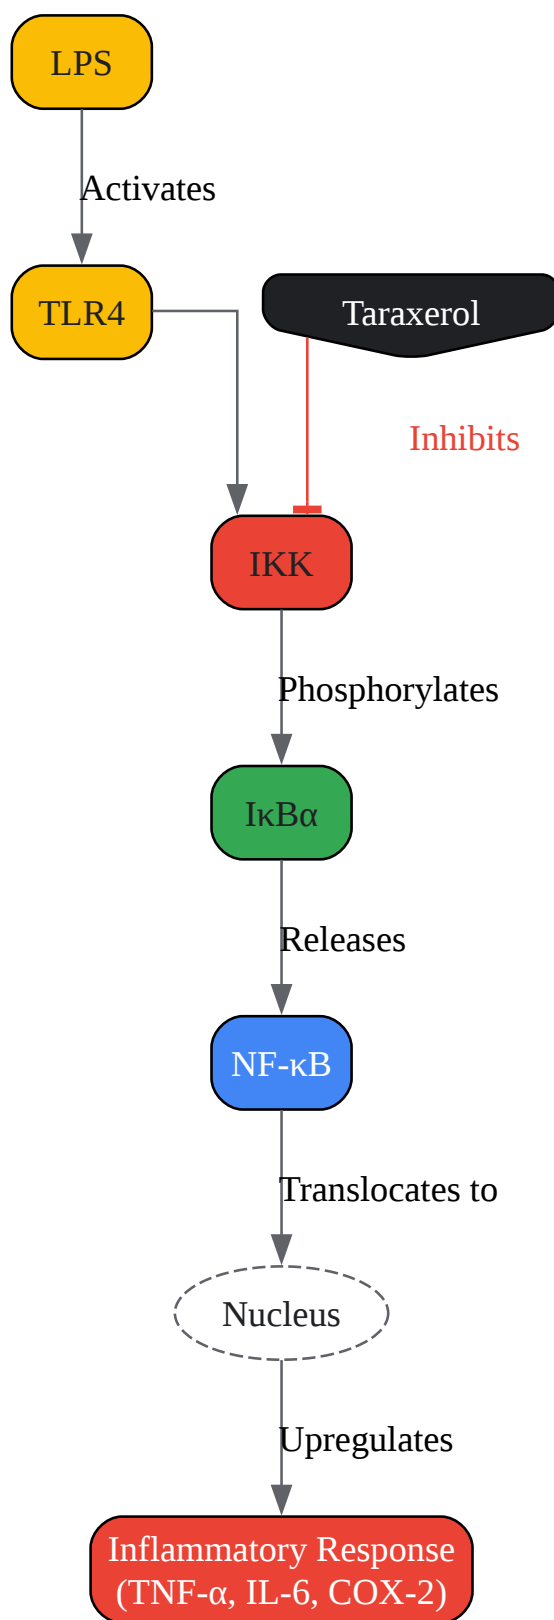 LPS
Activates
TLR4
Taraxerol
Inhibits
IKK
Phosphorylates
IκBα
Releases
NF-κB
Translocates to
Nucleus
Upregulates
Inflammatory Response
(TNF-α, IL-6, COX-2)